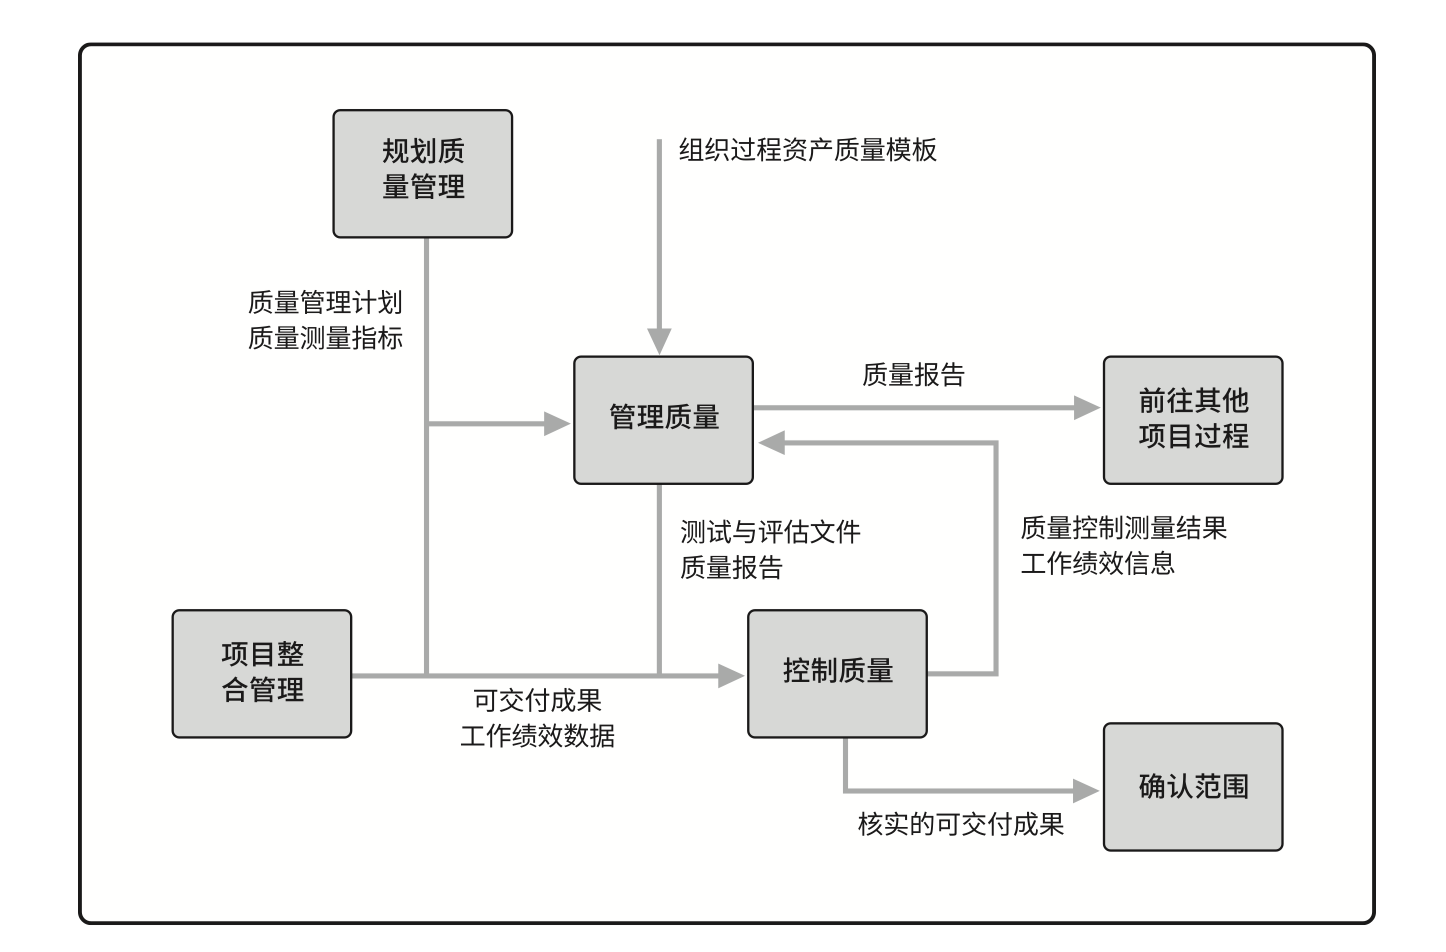 规划质
量管理
组织过程资产质量模板
质量管理计划
质量测量指标
管理质量
质量报告
前往其他
项目过程
测试与评估文件
质量报告
质量控制测量结果
工作绩效信息
项目整
合管理
控制质量
可交付成果
工作绩效数据
确认范围
核实的可交付成果